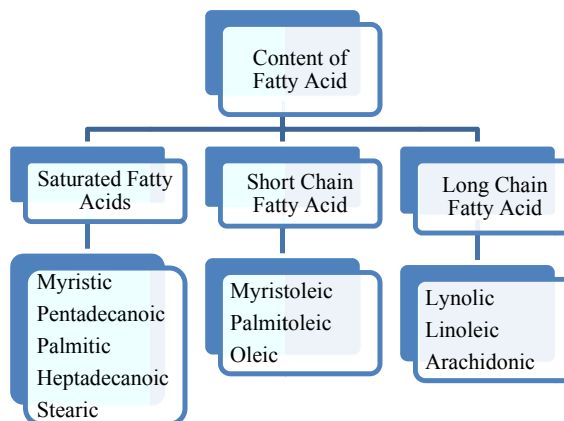 Content of
Fatty Acid
Saturated Fatty
Acids
Short Chain
Fatty Acid
Long Chain
Fatty Acid
Myristic
Pentadecanoic
Palmitic
Heptadecanoic
Stearic
Myristoleic
Palmitoleic
Oleic
Lynolic
Linoleic
Arachidonic